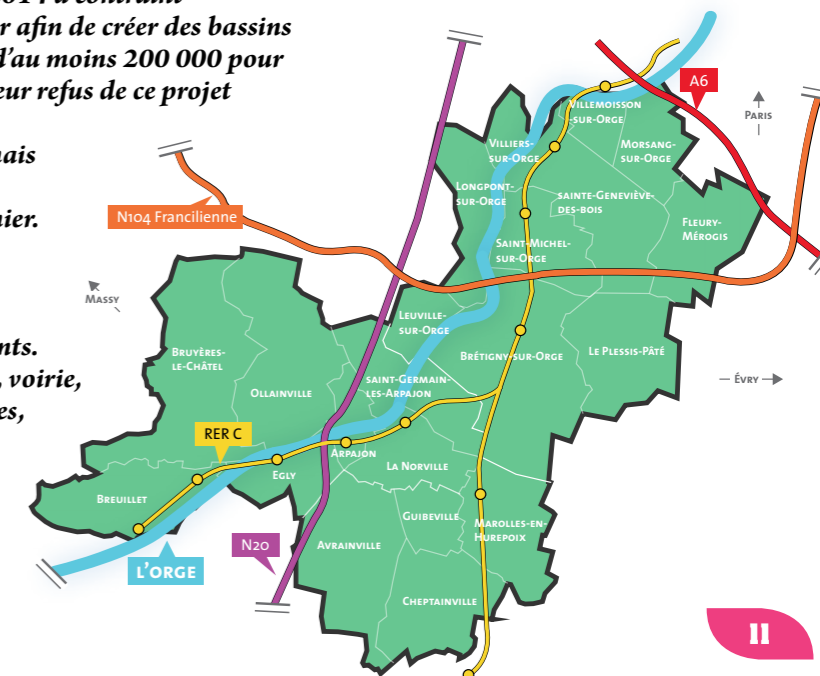 r afin de créer des bassins
d'au moins 200 000 pour
eur refus de ce projet
nais
nier.
nts.
, voirie,
es,
A6
Paris
Villemoisson
-sur-Orge
Villiers-
sur-Orge
Morsang-
sur-Orge
Longpont-
sur-Orge
Sainte-Geneviève-
des-Bois
Fleury-
Mérogis
N104 Francilienne
Saint-Michel-
sur-Orge
Massy
Leuville-
sur-Orge
Bruyères-
le-Châtel
Brétigny-sur-Orge
Le Plessis-Pâté
Évry
Ollainville
Saint-Germain-
les-Arpajon
RER C
Arpajon
La Norville
Egly
Breuillet
Guibeville
Marolles-en-
Hurepoix
N20
Avrainville
L'Orge
Cheptainville
11